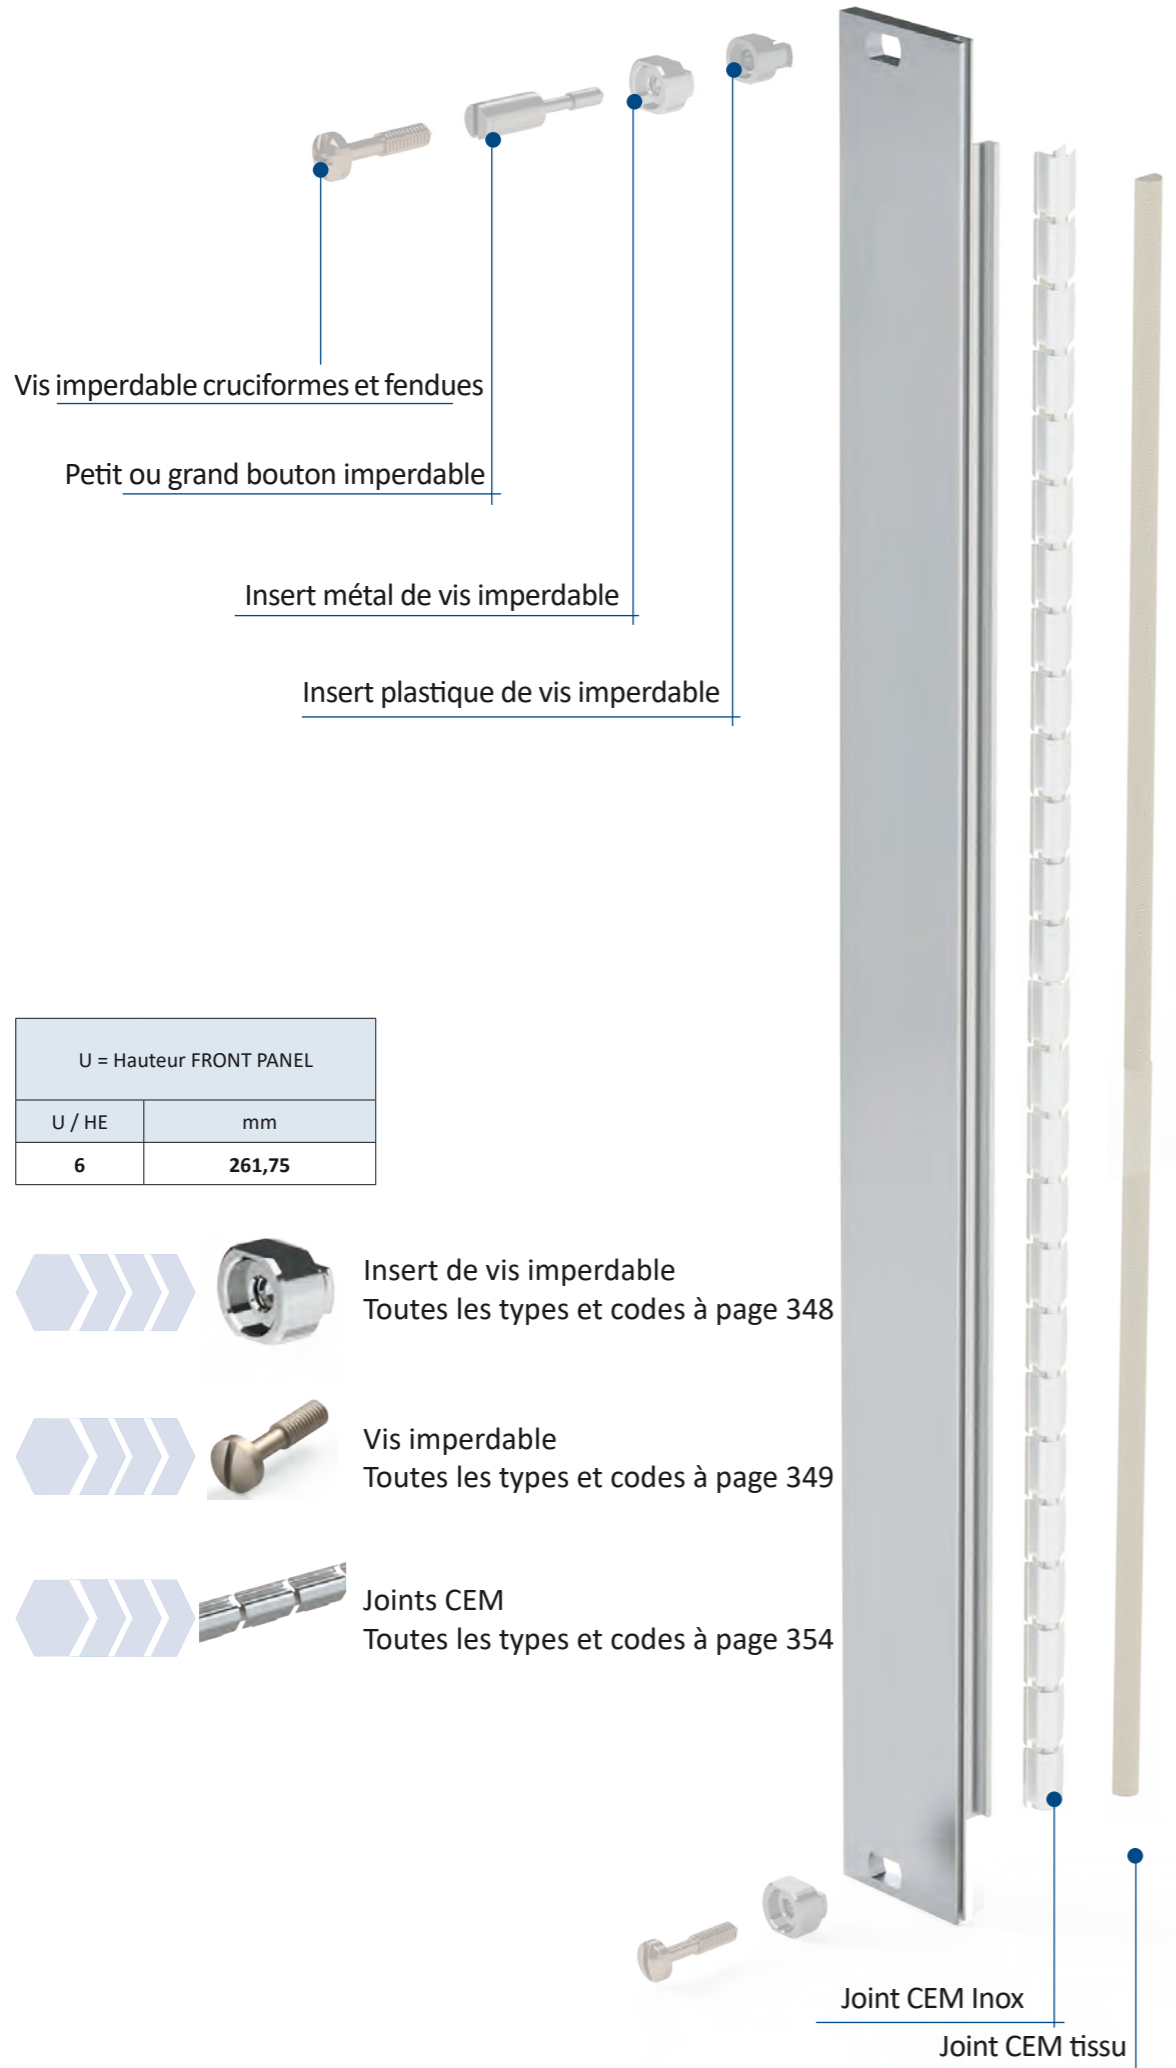 Vis imperdable cruciformes et fendues
Petit ou grand bouton imperdable
Insert métal de vis imperdable
Insert plastique de vis imperdable
U = Hauteur FRONT PANEL
U / HE mm
6 261,75
Insert de vis imperdable
Toutes les types et codes à page 348
Vis imperdable
Toutes les types et codes à page 349
Joints CEM
Toutes les types et codes à page 354
Joint CEM Inox
Joint CEM tissu